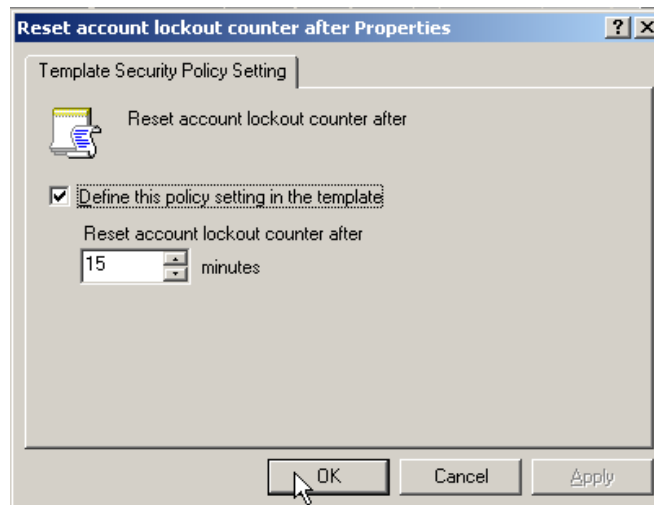 Reset account lockout counter after Properties
Template Security Policy Setting
Reset account lockout counter after
Define this policy setting in the template
Reset account lockout counter after
15 minutes
OK Cancel Apply